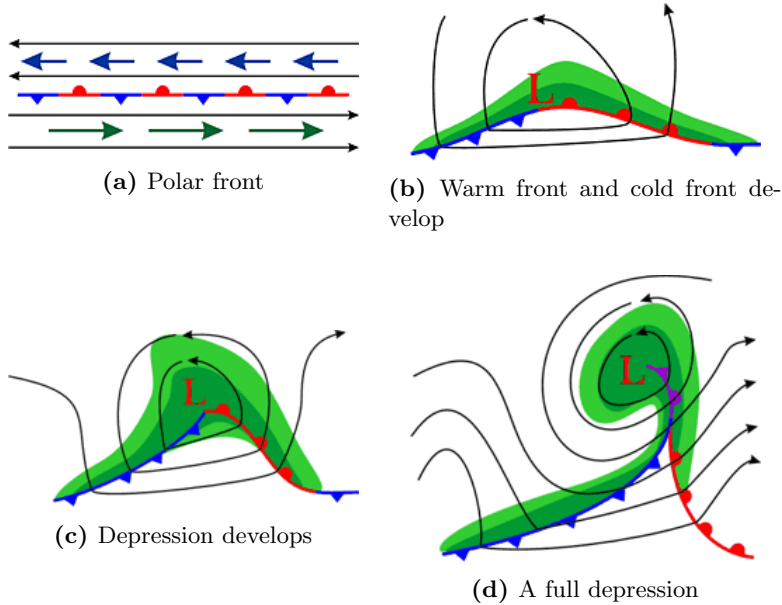 (a) Polar front
L
(b) Warm front and cold front de-
velop
L
(c) Depression develops
L
(d) A full depression